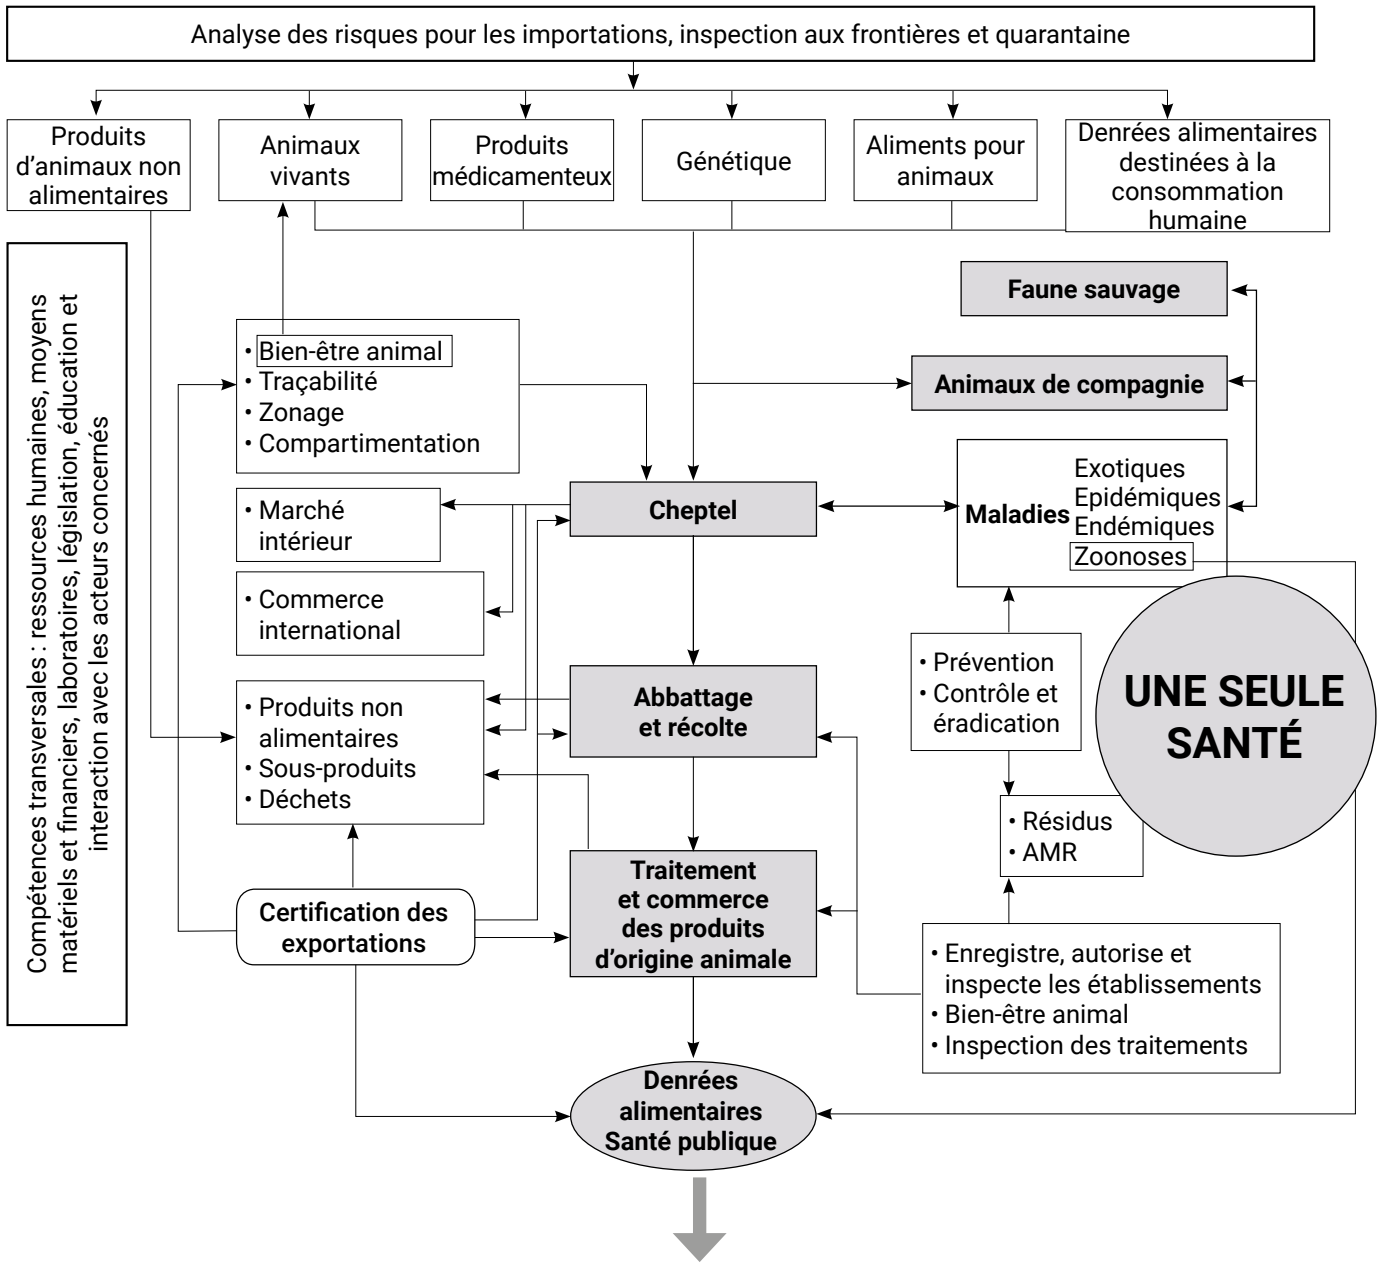 Analyse des risques pour les importations, inspection aux frontières et quarantaine
Produits
d’animaux non
alimentaires
Animaux
vivants
Produits
médicamenteux
Génétique
Aliments pour
animaux
Denrées alimentaires
destinées à la
consommation
humaine
Compétences transversales : ressources humaines, moyens
matériels et financiers, laboratoires, législation, éducation et
interaction avec les acteurs concernés
Faune sauvage
• Bien-être animal
• Traçabilité
• Zonage
• Compartimentation
Animaux de compagnie
• Marché
intérieur
Cheptel
Maladies
Exotiques
Epidémiques
Endémiques
Zoonoses
• Commerce
international
• Prévention
• Contrôle et
éradication
UNE SEULE
SANTÉ
• Produits non
alimentaires
• Sous-produits
• Déchets
Abbattage
et récolte
• Résidus
• AMR
Certification des
exportations
Traitement
et commerce
des produits
d’origine animale
• Enregistre, autorise et
inspecte les établissements
• Bien-être animal
• Inspection des traitements
Denrées
alimentaires
Santé publique